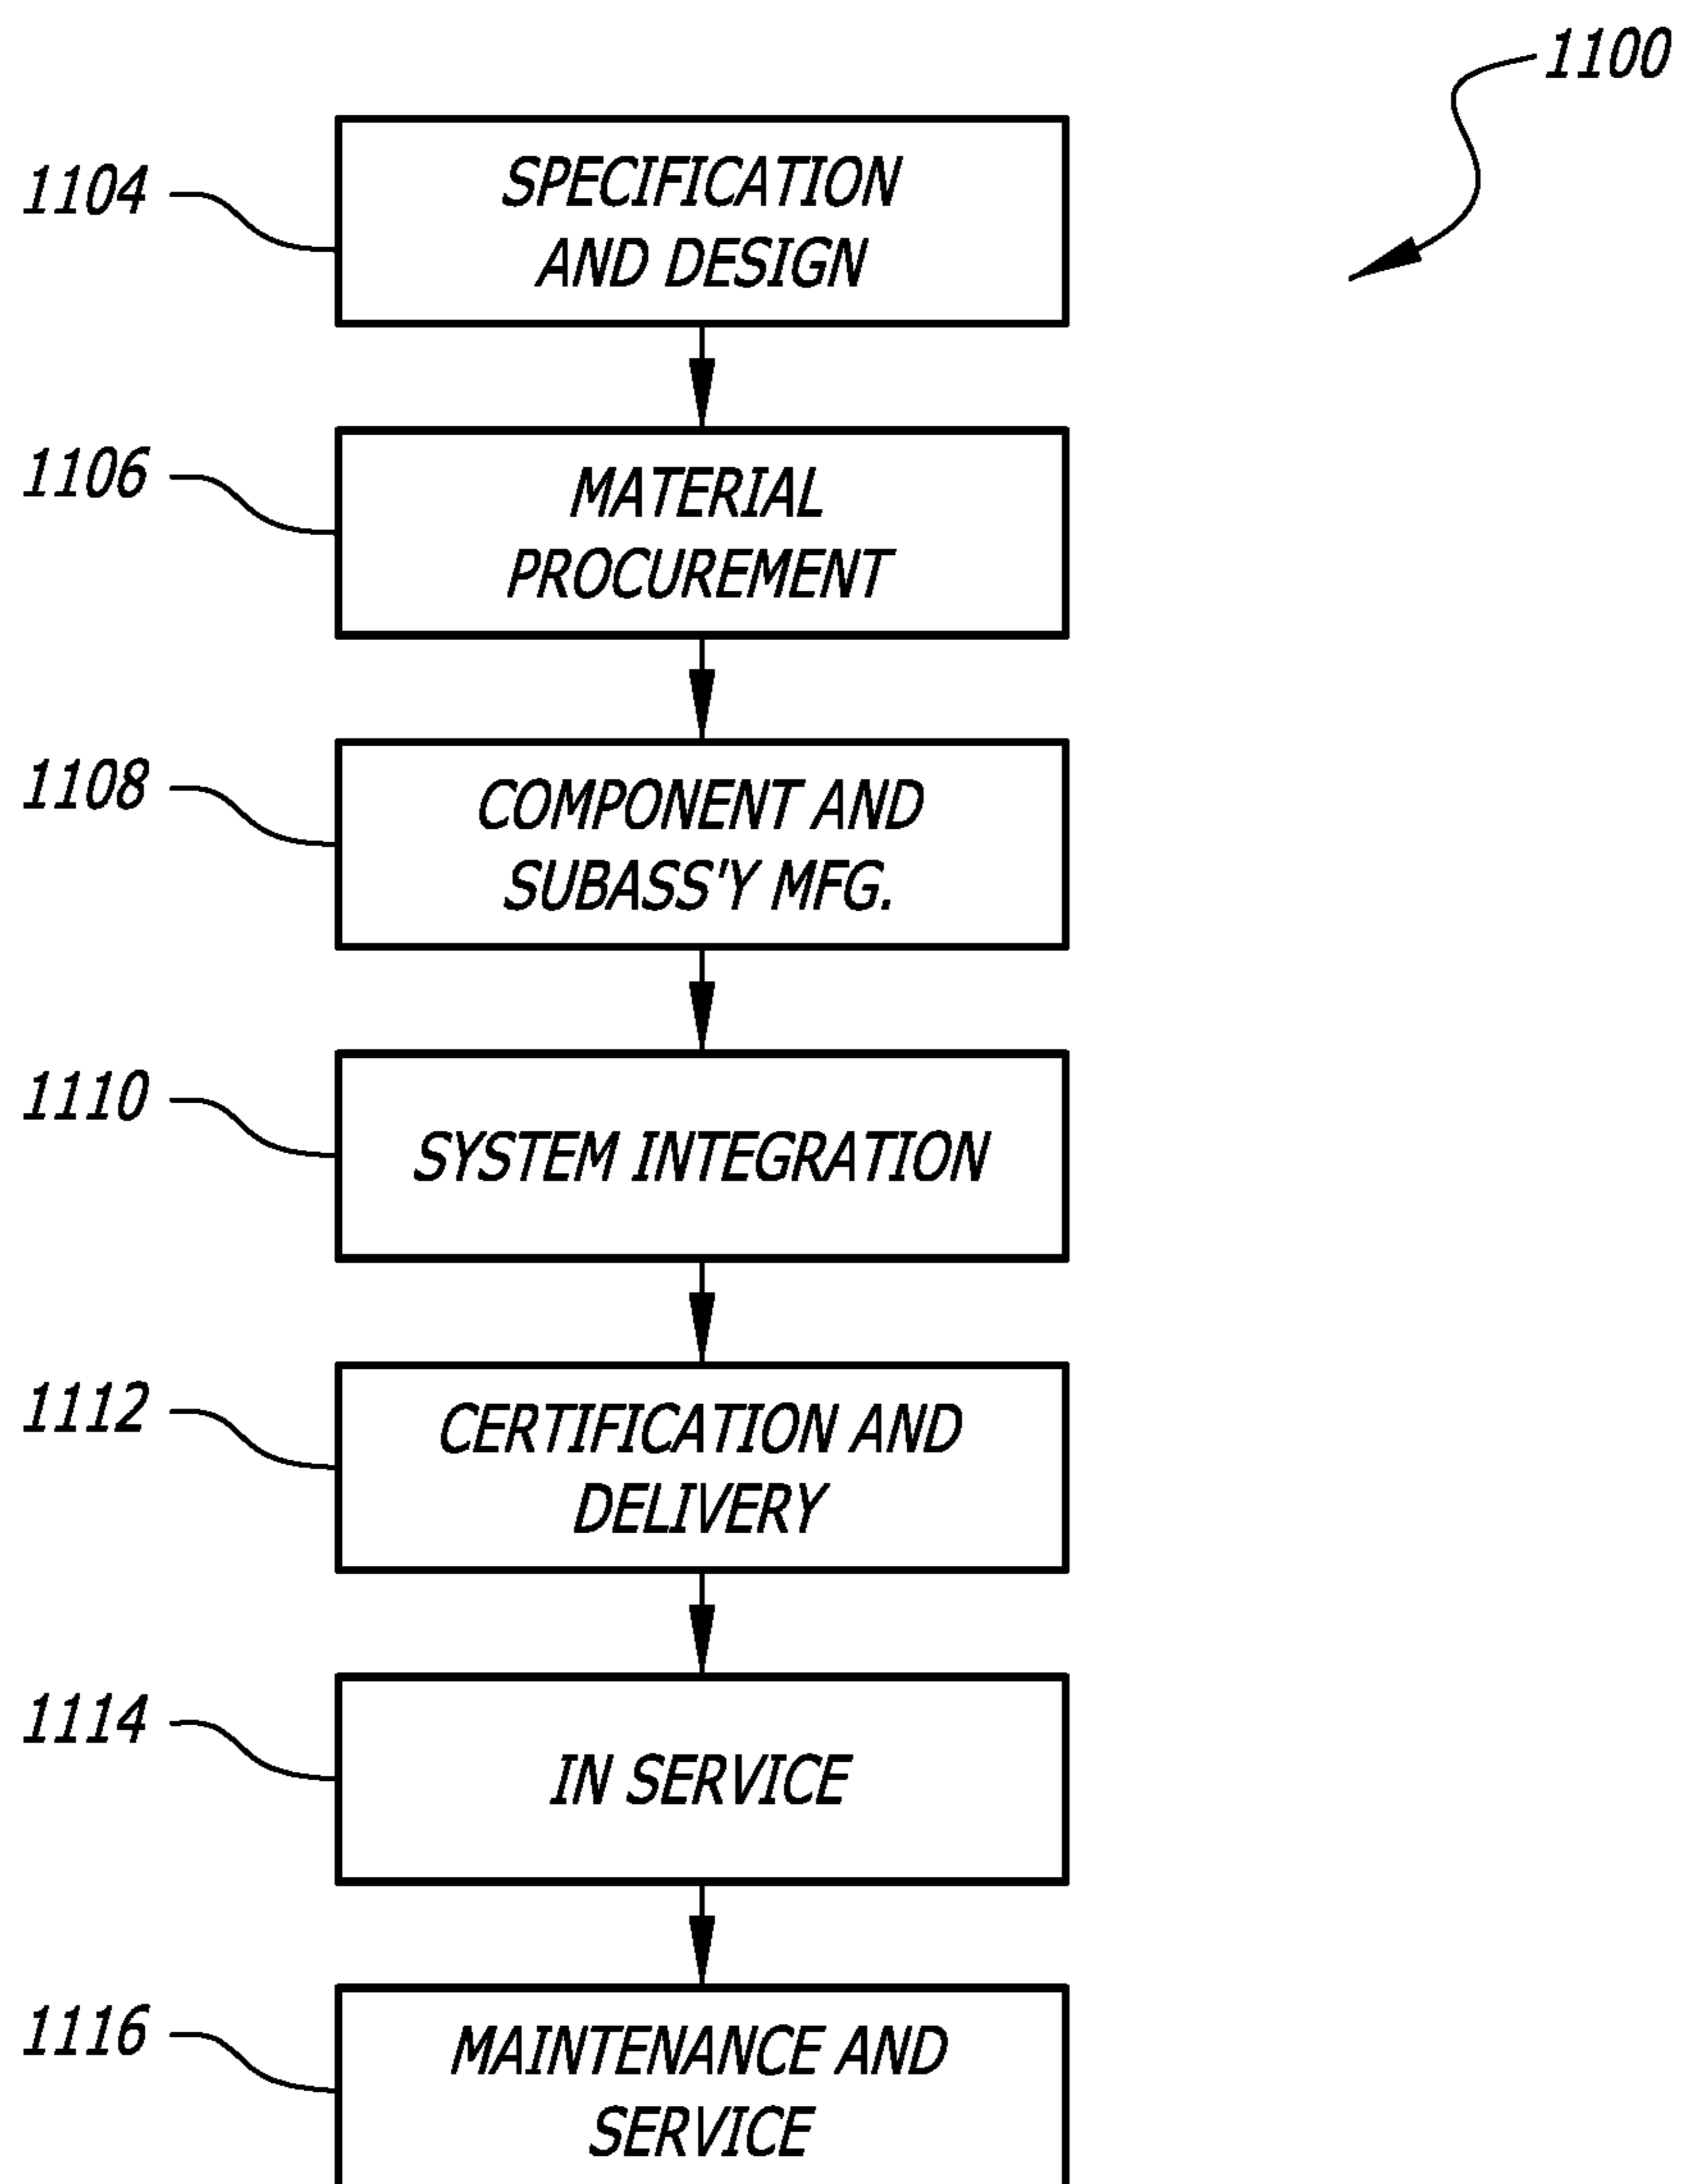 1100
1104
SPECIFICATION
AND DESIGN
1106
MATERIAL
PROCUREMENT
1108
COMPONENT AND
SUBASS'Y MFG.
1110
SYSTEM INTEGRATION
1112
CERTIFICATION AND
DELIVERY
1114
IN SERVICE
1116
MAINTENANCE AND
SERVICE